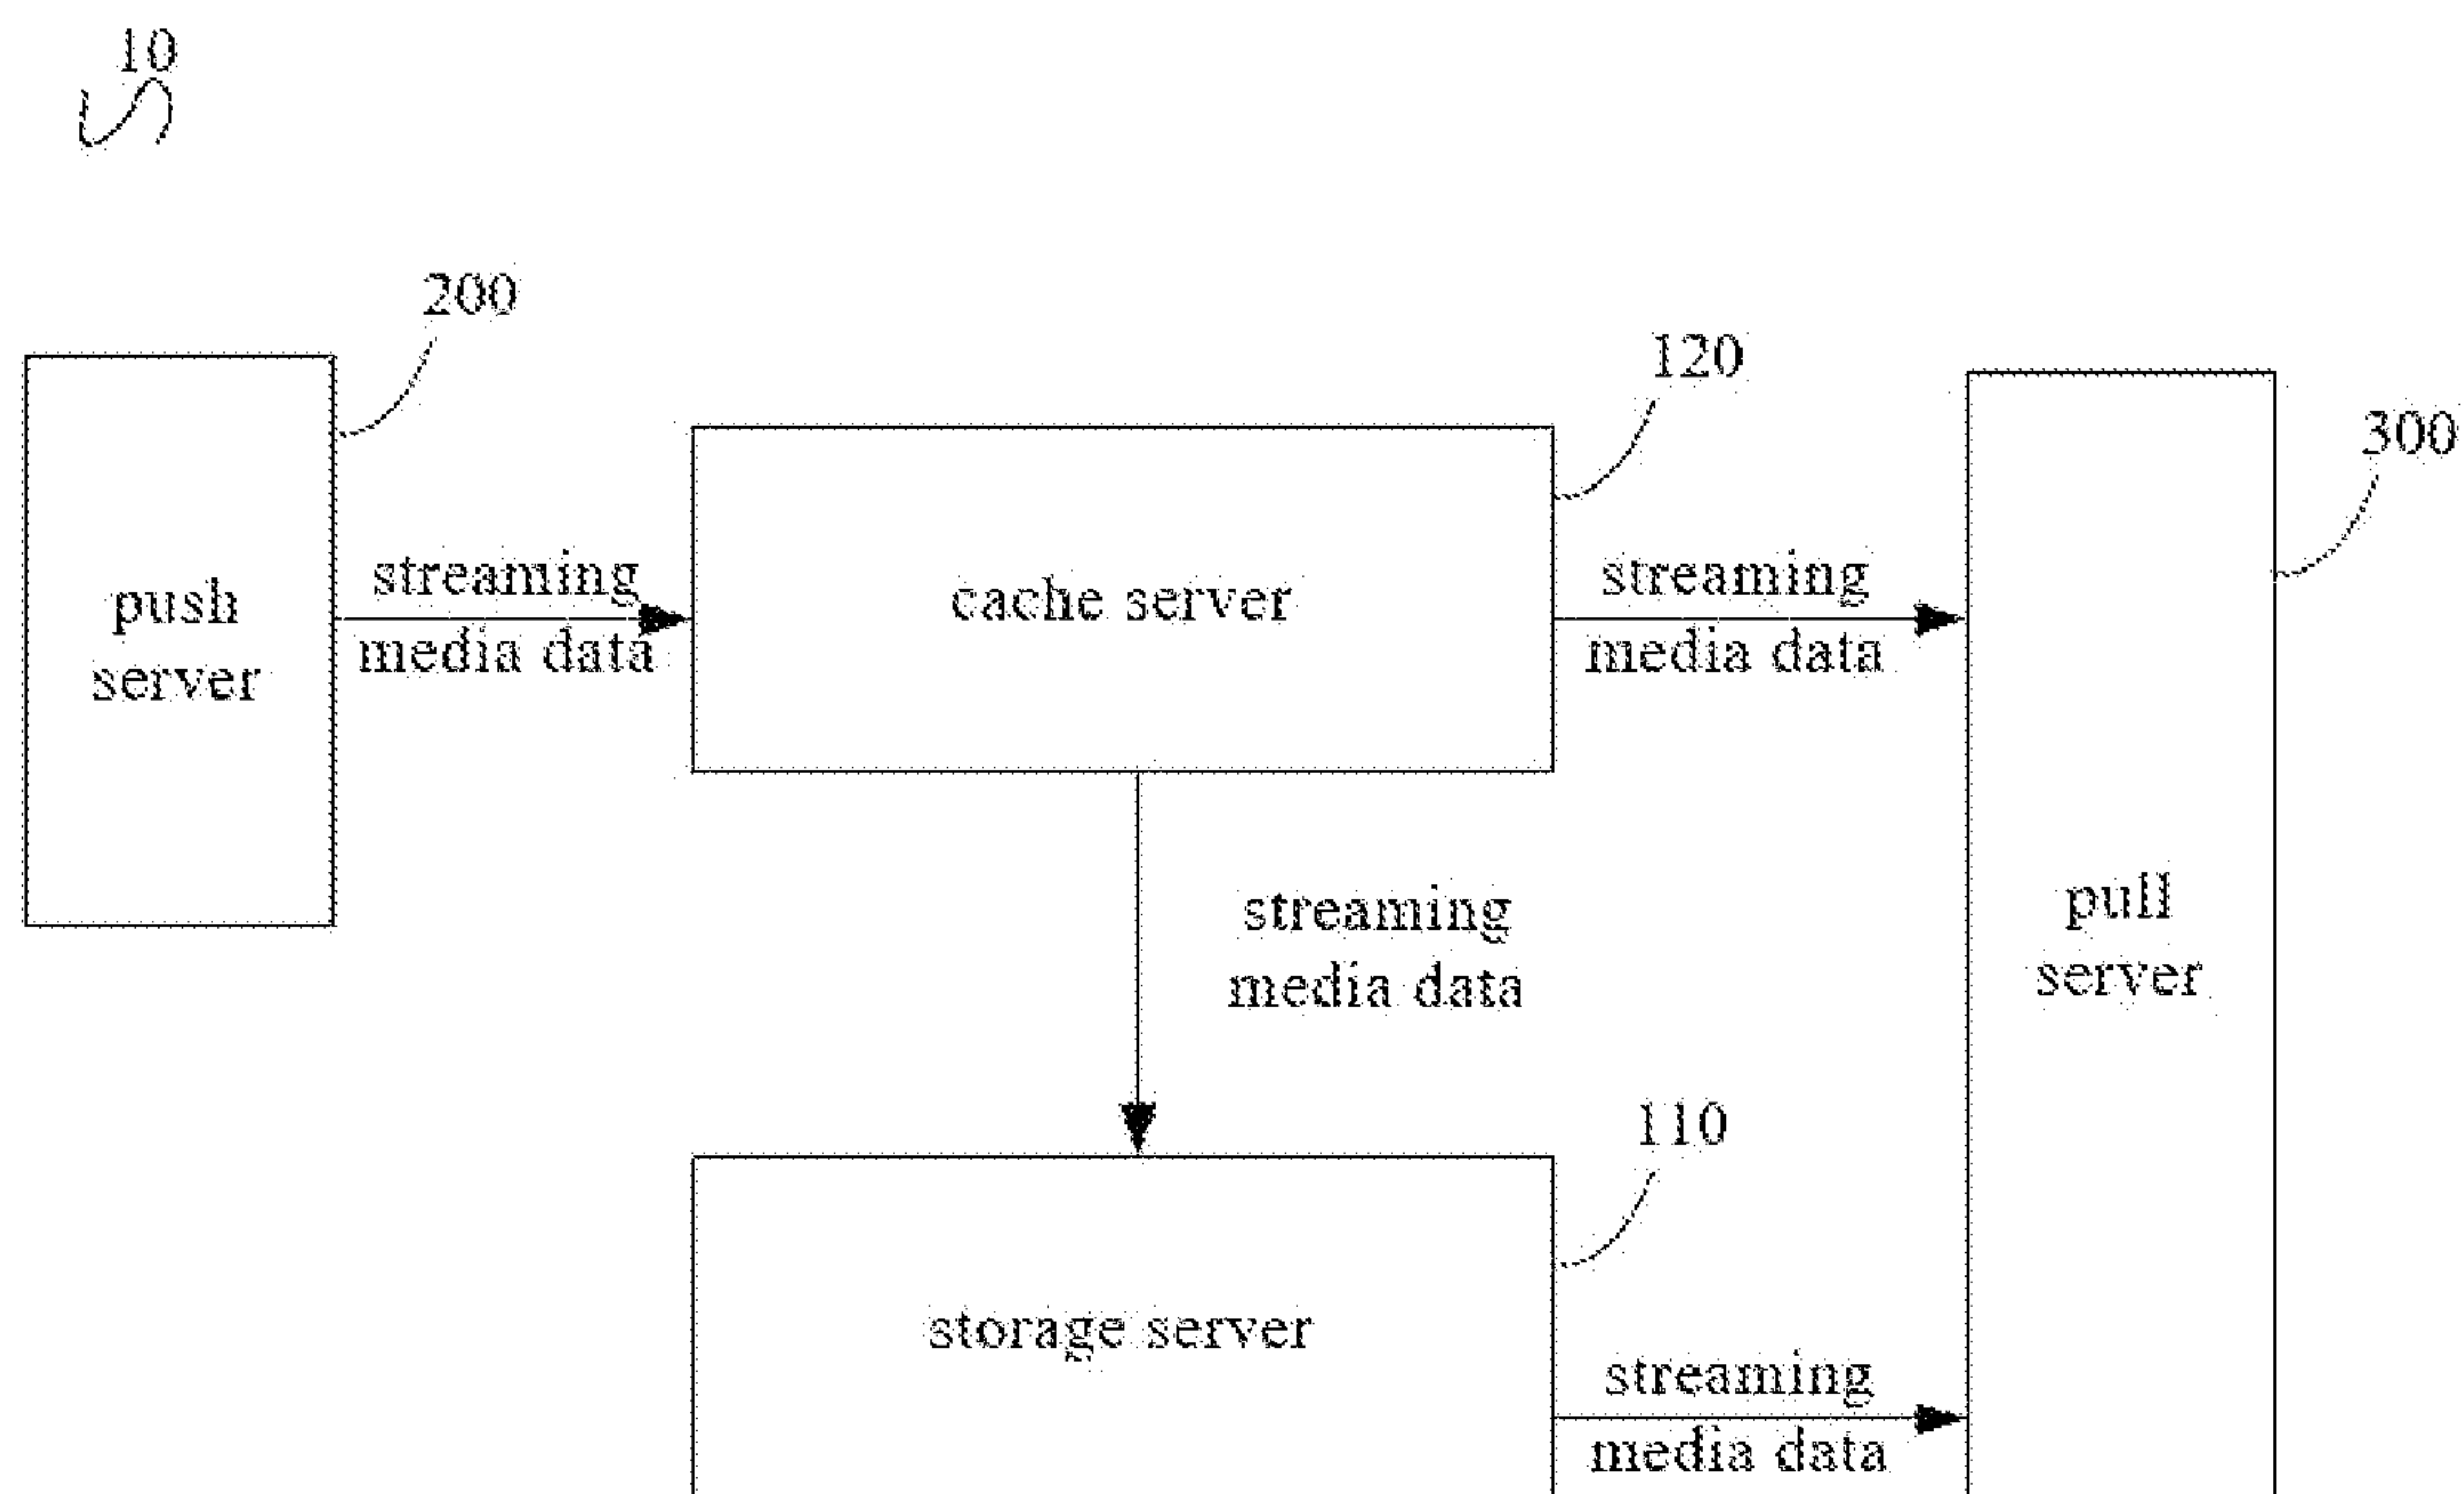 10
200
120
300
push
server
streaming
media data
cache server
streaming
media data
streaming
media data
pull
server
110
storage server
streaming
media data